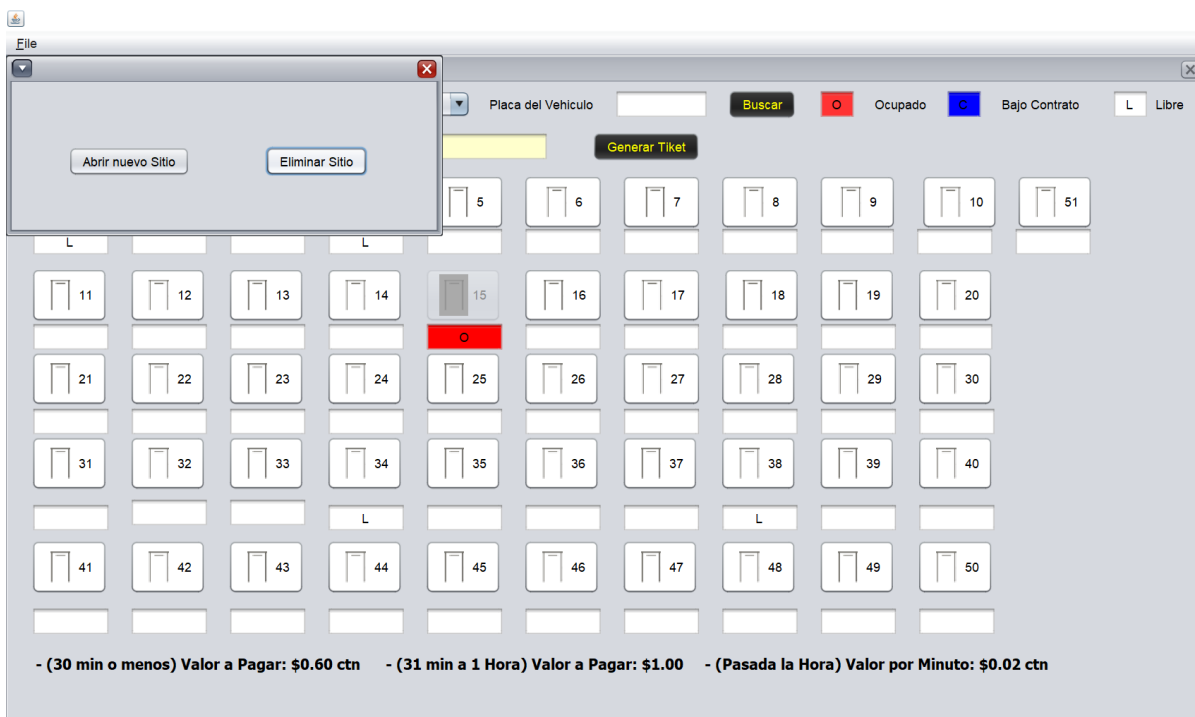 File
Placa del Vehiculo Buscar O Ocupado C Bajo Contrato L Libre
Generar Tiket
Abrir nuevo Sitio Eliminar Sitio
5 6 7 8 9 10 51
L L
11 12 13 14 15 16 17 18 19 20
O
21 22 23 24 25 26 27 28 29 30
31 32 33 34 35 36 37 38 39 40
L L
41 42 43 44 45 46 47 48 49 50
- (30 min o menos) Valor a Pagar: $0.60 ctn - (31 min a 1 Hora) Valor a Pagar: $1.00 - (Pasada la Hora) Valor por Minuto: $0.02 ctn